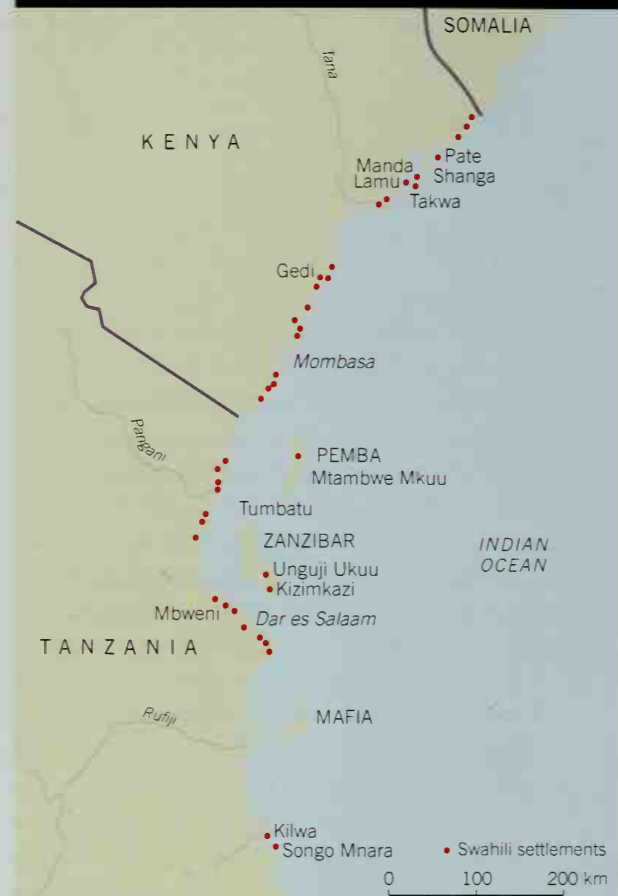 SOMALIA
Tana
KENYA
Pate
Manda
Shanga
Lamu
Takwa
Gedi
Mombasa
Pangani
PEMBA
Mtambwe Mkuu
Tumbatu
ZANZIBAR
INDIAN
OCEAN
Unguji Ukuu
Kizimkazi
Mbweni
Dar es Salaam
TANZANIA
Rufiji
MAFIA
Kilwa
Songo Mnara
Swahili settlements
0 100 200 km